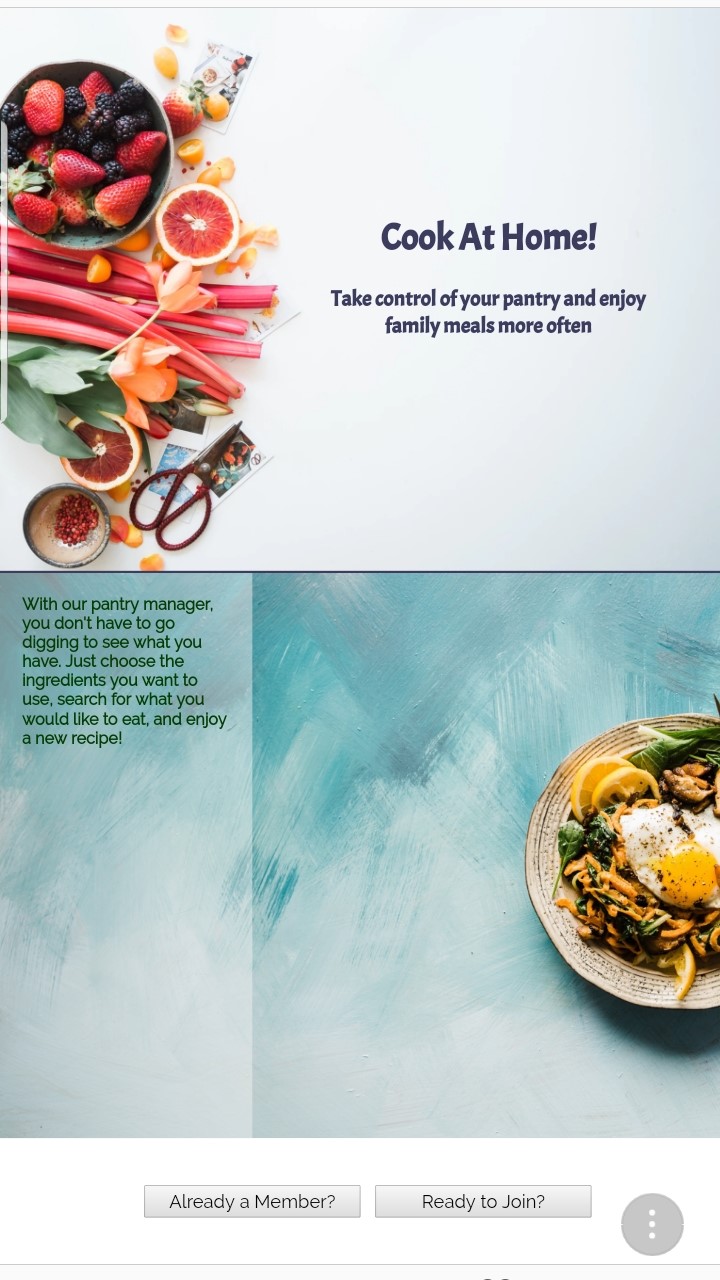 Cook At Home!
Take control of your pantry and enjoy
family meals more often
With our pantry manager,
you don't have to go
digging to see what you
have. Just choose the
ingredients you want to
use, search for what you
would like to eat, and enjoy
a new recipe!
Already a Member?
Ready to Join?